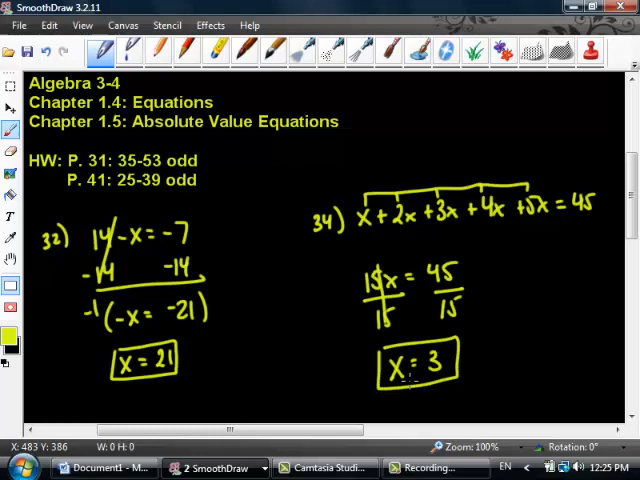 SmoothDraw 3.2.11
File Edit View Canvas Stencil Effects Help
Algebra 3-4
Chapter 1.4: Equations
Chapter 1.5: Absolute Value Equations
HW: P. 31: 35-53 odd
P. 41: 25-39 odd
32) 14 - x = -7
-14 -14
-1 (-x = -21)
x = 21
34) x + 2x + 3x + 4x + 5x = 45
15x = 45
15 15
x = 3
X: 483 Y: 386 W: 0 H: 0 Zoom: 100% Rotation: 0°
Document1 - M... 2 SmoothDraw Camtasia Studi... Recording... EN 12:25 PM